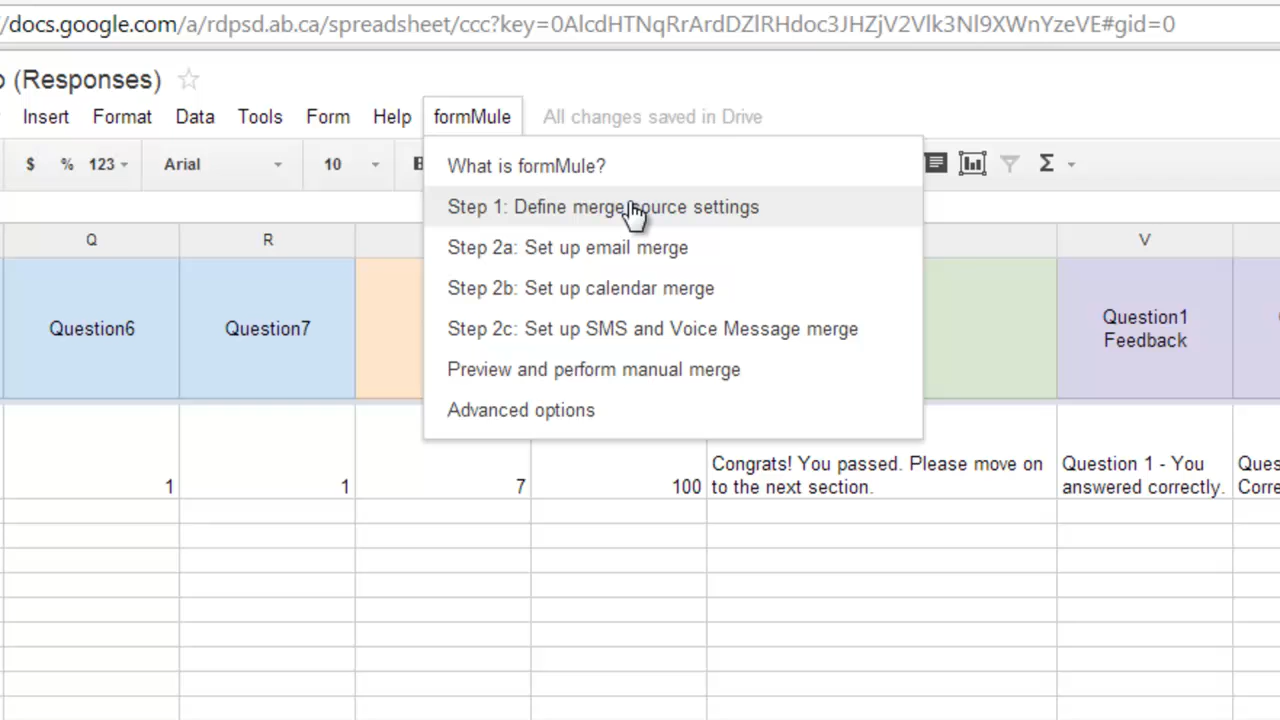 /docs.google.com/a/rdpsd.ab.ca/spreadsheet/ccc?key=0AlcdHTNqRrArdDZlRHdoc3JHZjV2Vlk3Nl9XWnYzeVE#gid=0
(Responses)
Insert Format Data Tools Form Help formMule All changes saved in Drive
$ % 123 Arial 10 B Σ
What is formMule?
Step 1: Define merge source settings
Step 2a: Set up email merge
Step 2b: Set up calendar merge
Step 2c: Set up SMS and Voice Message merge
Preview and perform manual merge
Advanced options
Q R V
Question6 Question7
Question1
Feedback
1 1 7 100
Congrats! You passed. Please move on
to the next section.
Question 1 - You
answered correctly.